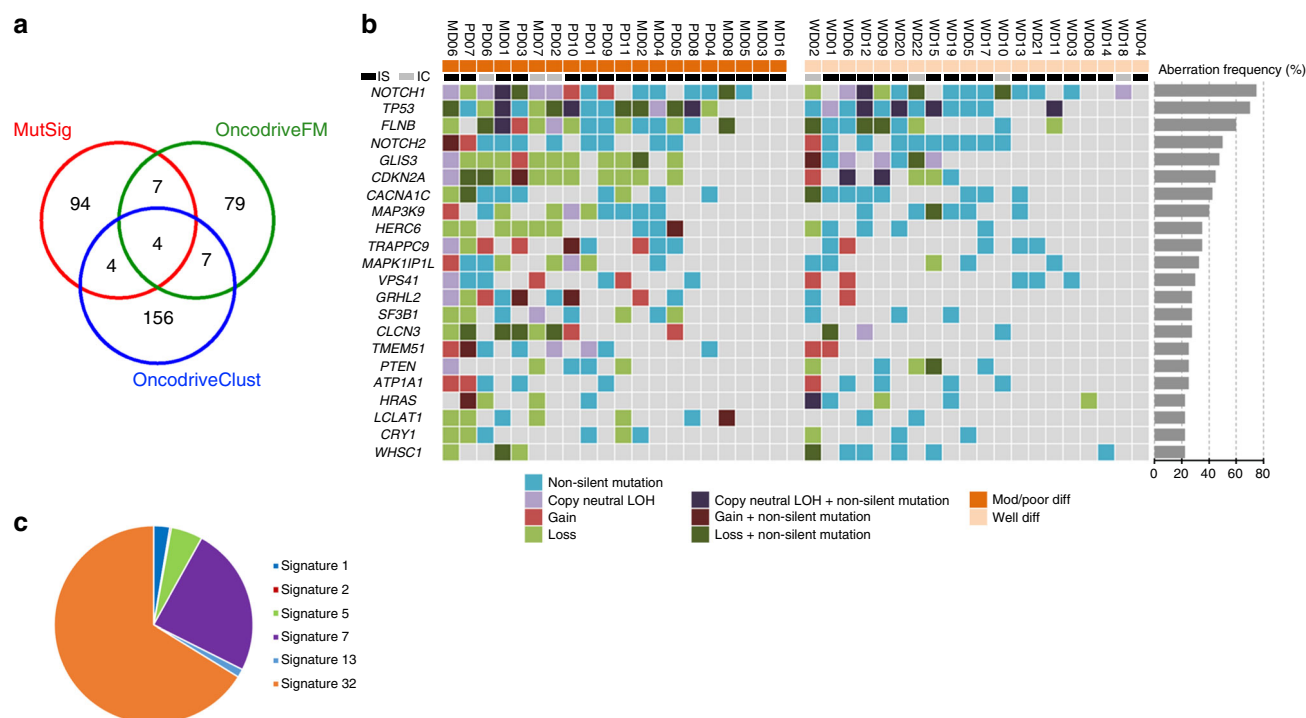 a
MutSig
OncodriveFM
94
7
79
4
4
7
156
OncodriveClust
b
MD06 PD07 PD06 MD01 PD03 MD07 PD02 PD10 PD01 PD09 PD11 MD02 MD04 PD05 PD08 PD04 MD08 MD05 MD03 MD16
WD02 WD01 WD06 WD12 WD09 WD20 WD22 WD15 WD19 WD05 WD17 WD10 WD13 WD21 WD11 WD03 WD08 WD14 WD18 WD04
IS IC
Aberration frequency (%)
NOTCH1
TP53
FLNB
NOTCH2
GLIS3
CDKN2A
CACNA1C
MAP3K9
HERC6
TRAPPC9
MAPK1IP1L
VPS41
GRHL2
SF3B1
CLCN3
TMEM51
PTEN
ATP1A1
HRAS
LCLAT1
CRY1
WHSC1
0 20 40 60 80
Non-silent mutation
Copy neutral LOH
Gain
Loss
Copy neutral LOH + non-silent mutation
Gain + non-silent mutation
Loss + non-silent mutation
Mod/poor diff
Well diff
c
Signature 1
Signature 2
Signature 5
Signature 7
Signature 13
Signature 32